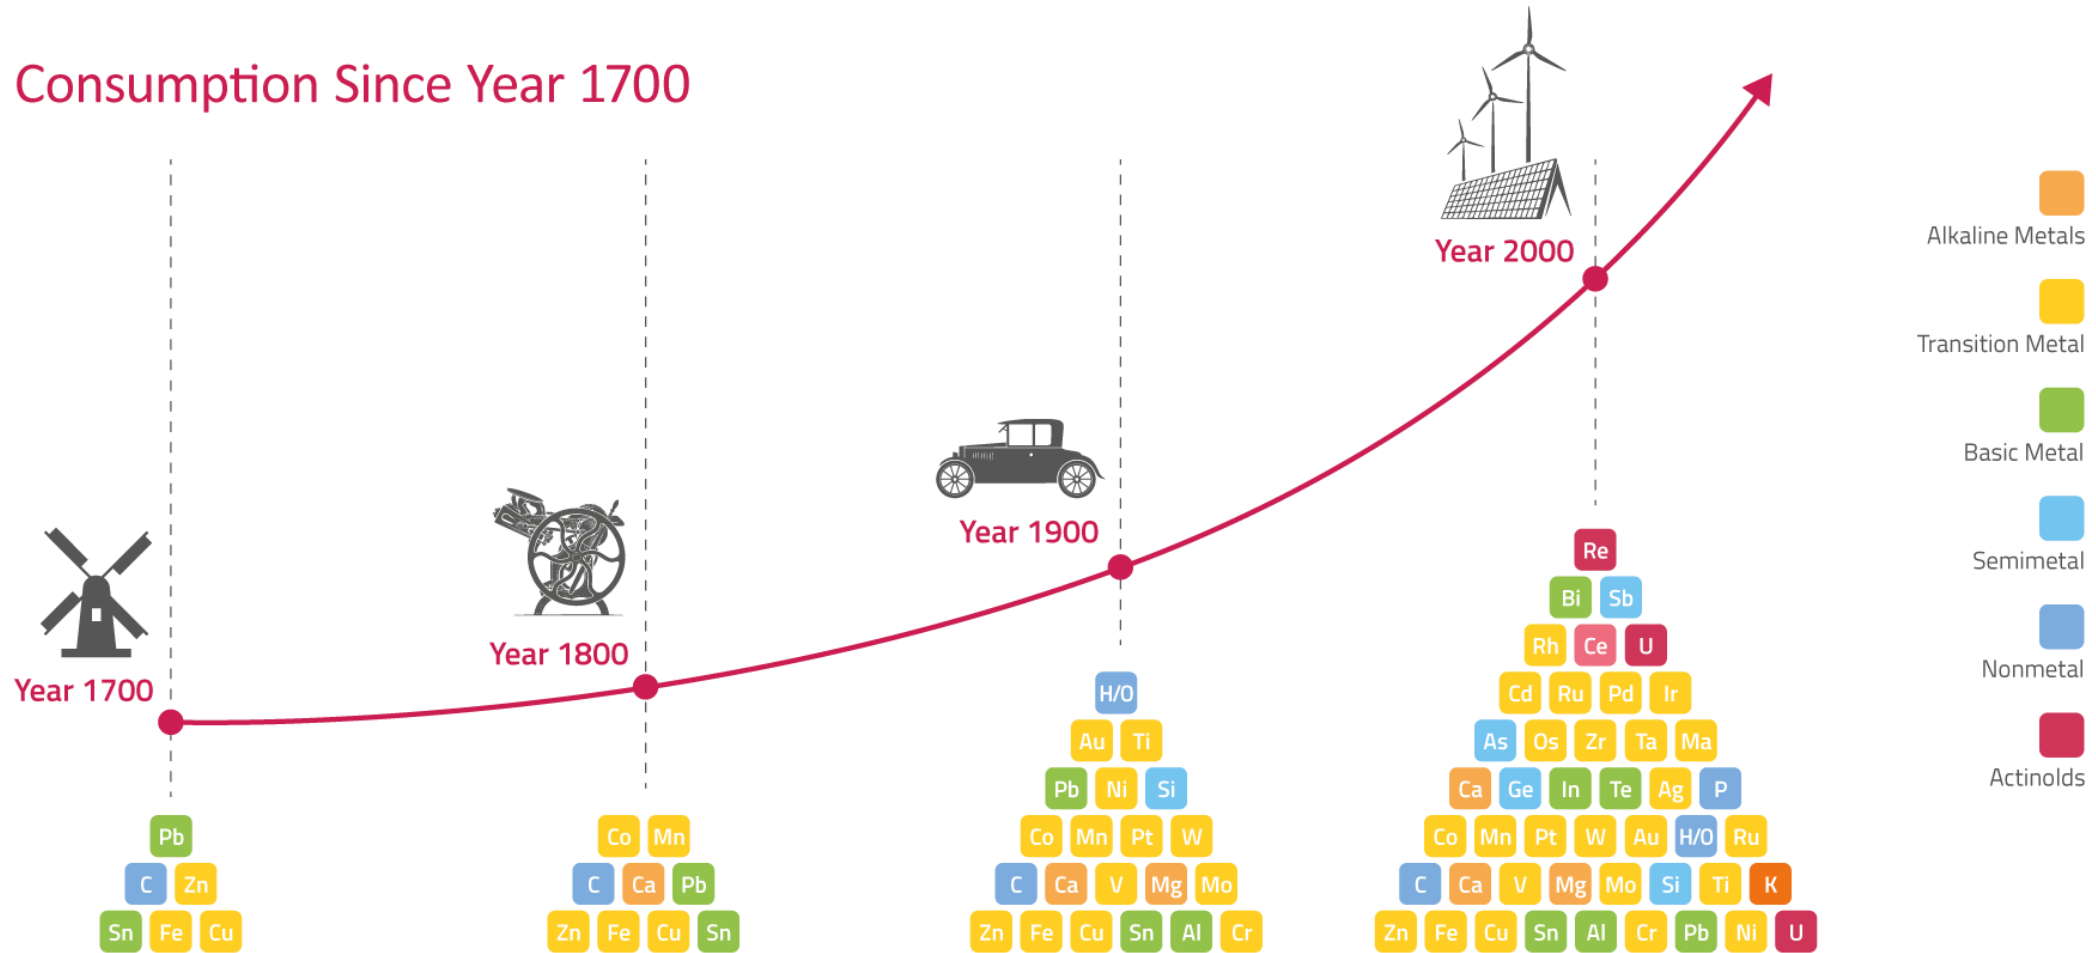 Consumption Since Year 1700
Year 2000
Year 1900
Year 1800
Year 1700
Pb
C Zn
Sn Fe Cu
Co Mn
C Ca Pb
Zn Fe Cu Sn
H/O
Au Ti
Pb Ni Si
Co Mn Pt W
C Ca V Mg Mo
Zn Fe Cu Sn Al Cr
Re
Bi Sb
Rh Ce U
Cd Ru Pd Ir
As Os Zr Ta Ma
Ca Ge In Te Ag P
Co Mn Pt W Au H/O Ru
C Ca V Mg Mo Si Ti K
Zn Fe Cu Sn Al Cr Pb Ni U
Alkaline Metals
Transition Metal
Basic Metal
Semimetal
Nonmetal
Actinolds